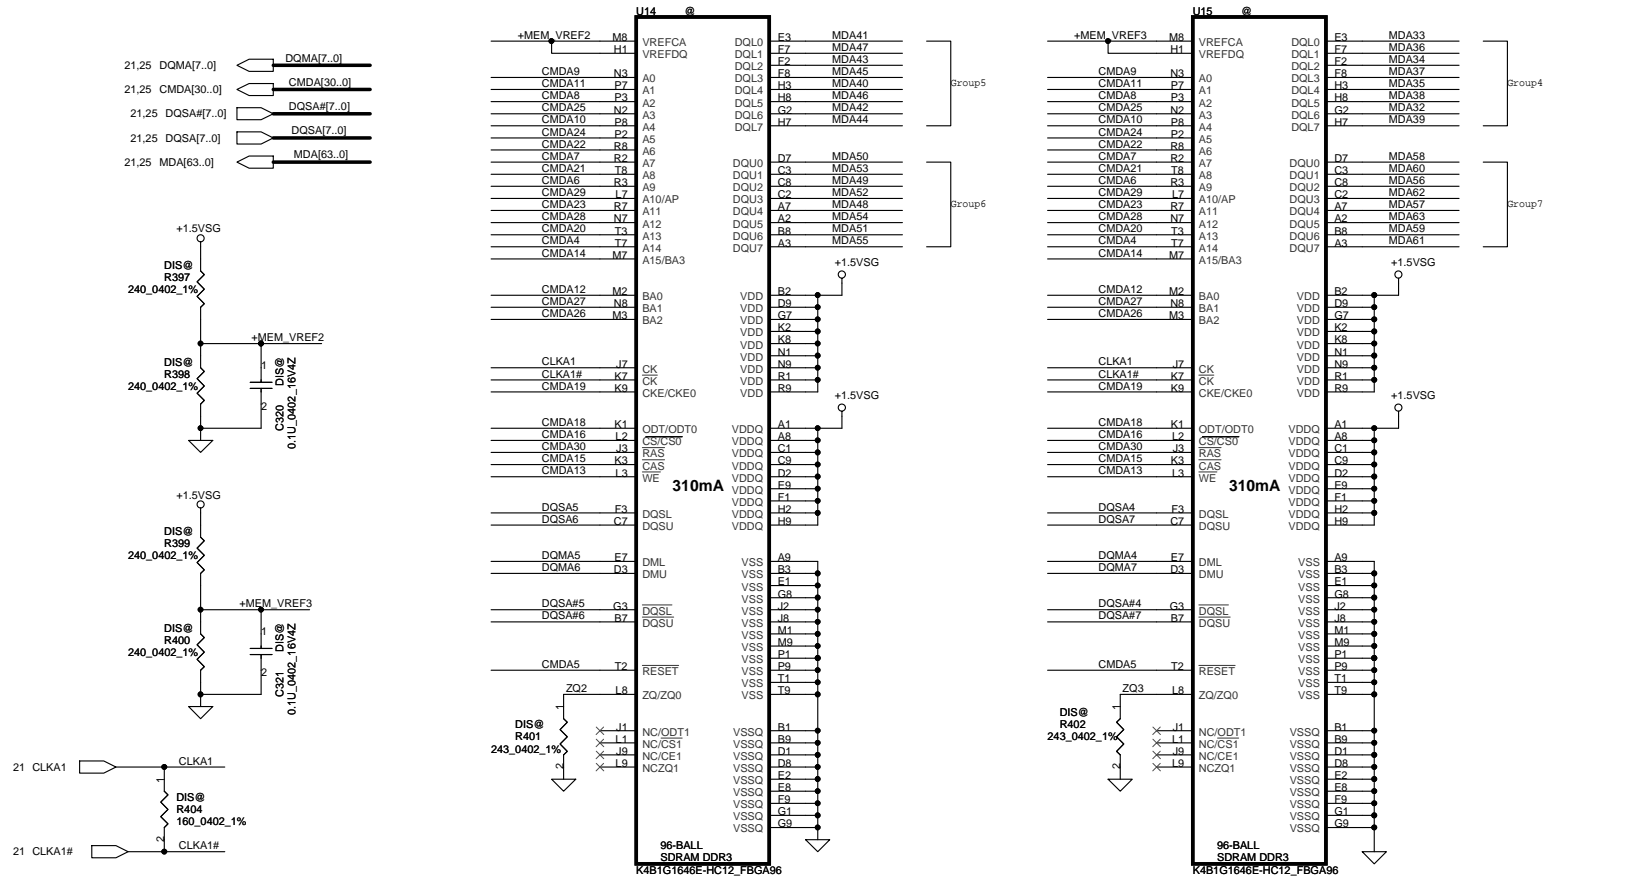 21,25 DQMA[7..0] DQMA[7..0]
21,25 CMDA[30..0] CMDA[30..0]
21,25 DQSA#[7..0] DQSA#[7..0]
21,25 DQSA[7..0] DQSA[7..0]
21,25 MDA[63..0] MDA[63..0]
+1.5VSG
DIS@
R397
240_0402_1%
+MEM_VREF2
DIS@
R398
240_0402_1%
1
2
C320 DIS@
0.1U_0402_16V4Z
+1.5VSG
DIS@
R399
240_0402_1%
+MEM_VREF3
DIS@
R400
240_0402_1%
1
2
C321 DIS@
0.1U_0402_16V4Z
21 CLKA1 CLKA1
1
DIS@
R404
160_0402_1%
2
21 CLKA1# CLKA1#
U14 @
+MEM_VREF2 M8 VREFCA DQL0 E3 MDA41
H1 VREFDQ DQL1 F7 MDA47
DQL2 F2 MDA43
CMDA9 N3 A0 DQL3 F8 MDA45
CMDA11 P7 A1 DQL4 H3 MDA40 Group5
CMDA8 P3 A2 DQL5 H8 MDA46
CMDA25 N2 A3 DQL6 G2 MDA42
CMDA10 P8 A4 DQL7 H7 MDA44
CMDA24 P2 A5
CMDA22 R8 A6
CMDA7 R2 A7 DQU0 D7 MDA50
CMDA21 T8 A8 DQU1 C3 MDA53
CMDA6 R3 A9 DQU2 C8 MDA49
CMDA29 L7 A10/AP DQU3 C2 MDA52
CMDA23 R7 A11 DQU4 A7 MDA48 Group6
CMDA28 N7 A12 DQU5 A2 MDA54
CMDA20 T3 A13 DQU6 B8 MDA51
CMDA4 T7 A14 DQU7 A3 MDA55
CMDA14 M7 A15/BA3
+1.5VSG
CMDA12 M2 BA0 VDD B2
CMDA27 N8 BA1 VDD D9
CMDA26 M3 BA2 VDD G7
VDD K2
VDD K8
VDD N1
CLKA1 J7 CK VDD N9
CLKA1# K7 CK VDD R1
CMDA19 K9 CKE/CKE0 VDD R9
+1.5VSG
CMDA18 K1 ODT/ODT0 VDDQ A1
CMDA16 L2 CS/CS0 VDDQ A8
CMDA30 J3 RAS VDDQ C1
CMDA15 K3 CAS VDDQ C9
CMDA13 L3 WE VDDQ D2
310mA VDDQ E9
VDDQ F1
DQSA5 F3 DQSL VDDQ H2
DQSA6 C7 DQSU VDDQ H9
DQMA5 E7 DML VSS A9
DQMA6 D3 DMU VSS B3
VSS E1
VSS G8
DQSA#5 G3 DQSL VSS J2
DQSA#6 B7 DQSU VSS J8
VSS M1
VSS M9
VSS P1
CMDA5 T2 RESET VSS P9
VSS T1
ZQ2 L8 ZQ/ZQ0 VSS T9
1
DIS@
R401
243_0402_1%
2
J1 NC/ODT1 VSSQ B1
L1 NC/CS1 VSSQ B9
J9 NC/CE1 VSSQ D1
L9 NCZQ1 VSSQ D8
VSSQ E2
VSSQ E8
VSSQ F9
VSSQ G1
VSSQ G9
96-BALL
SDRAM DDR3
K4B1G1646E-HC12_FBGA96
U15 @
+MEM_VREF3 M8 VREFCA DQL0 E3 MDA33
H1 VREFDQ DQL1 F7 MDA36
DQL2 F2 MDA34
CMDA9 N3 A0 DQL3 F8 MDA37
CMDA11 P7 A1 DQL4 H3 MDA35 Group4
CMDA8 P3 A2 DQL5 H8 MDA38
CMDA25 N2 A3 DQL6 G2 MDA32
CMDA10 P8 A4 DQL7 H7 MDA39
CMDA24 P2 A5
CMDA22 R8 A6
CMDA7 R2 A7 DQU0 D7 MDA58
CMDA21 T8 A8 DQU1 C3 MDA60
CMDA6 R3 A9 DQU2 C8 MDA56
CMDA29 L7 A10/AP DQU3 C2 MDA62
CMDA23 R7 A11 DQU4 A7 MDA57 Group7
CMDA28 N7 A12 DQU5 A2 MDA63
CMDA20 T3 A13 DQU6 B8 MDA59
CMDA4 T7 A14 DQU7 A3 MDA61
CMDA14 M7 A15/BA3
+1.5VSG
CMDA12 M2 BA0 VDD B2
CMDA27 N8 BA1 VDD D9
CMDA26 M3 BA2 VDD G7
VDD K2
VDD K8
VDD N1
CLKA1 J7 CK VDD N9
CLKA1# K7 CK VDD R1
CMDA19 K9 CKE/CKE0 VDD R9
+1.5VSG
CMDA18 K1 ODT/ODT0 VDDQ A1
CMDA16 L2 CS/CS0 VDDQ A8
CMDA30 J3 RAS VDDQ C1
CMDA15 K3 CAS VDDQ C9
CMDA13 L3 WE VDDQ D2
310mA VDDQ E9
VDDQ F1
DQSA4 F3 DQSL VDDQ H2
DQSA7 C7 DQSU VDDQ H9
DQMA4 E7 DML VSS A9
DQMA7 D3 DMU VSS B3
VSS E1
VSS G8
DQSA#4 G3 DQSL VSS J2
DQSA#7 B7 DQSU VSS J8
VSS M1
VSS M9
VSS P1
CMDA5 T2 RESET VSS P9
VSS T1
ZQ3 L8 ZQ/ZQ0 VSS T9
1
DIS@
R402
243_0402_1%
2
J1 NC/ODT1 VSSQ B1
L1 NC/CS1 VSSQ B9
J9 NC/CE1 VSSQ D1
L9 NCZQ1 VSSQ D8
VSSQ E2
VSSQ E8
VSSQ F9
VSSQ G1
VSSQ G9
96-BALL
SDRAM DDR3
K4B1G1646E-HC12_FBGA96